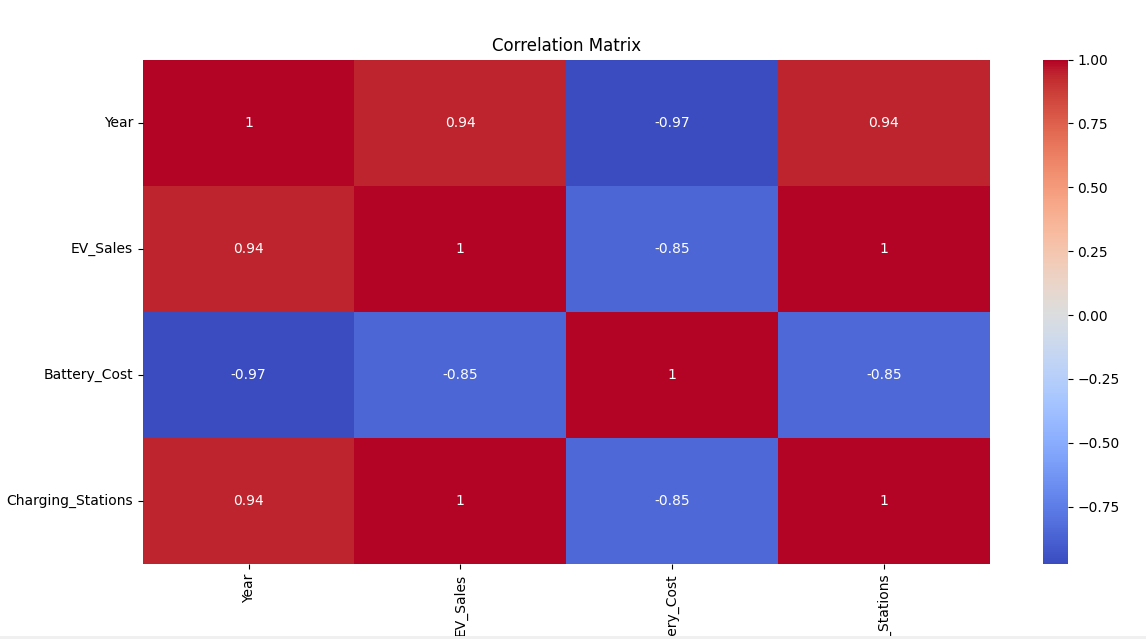 Correlation Matrix
Year 1 0.94 -0.97 0.94
EV_Sales 0.94 1 -0.85 1
Battery_Cost -0.97 -0.85 1 -0.85
Charging_Stations 0.94 1 -0.85 1
Year EV_Sales ery_Cost _Stations
1.00
0.75
0.50
0.25
0.00
−0.25
−0.50
−0.75